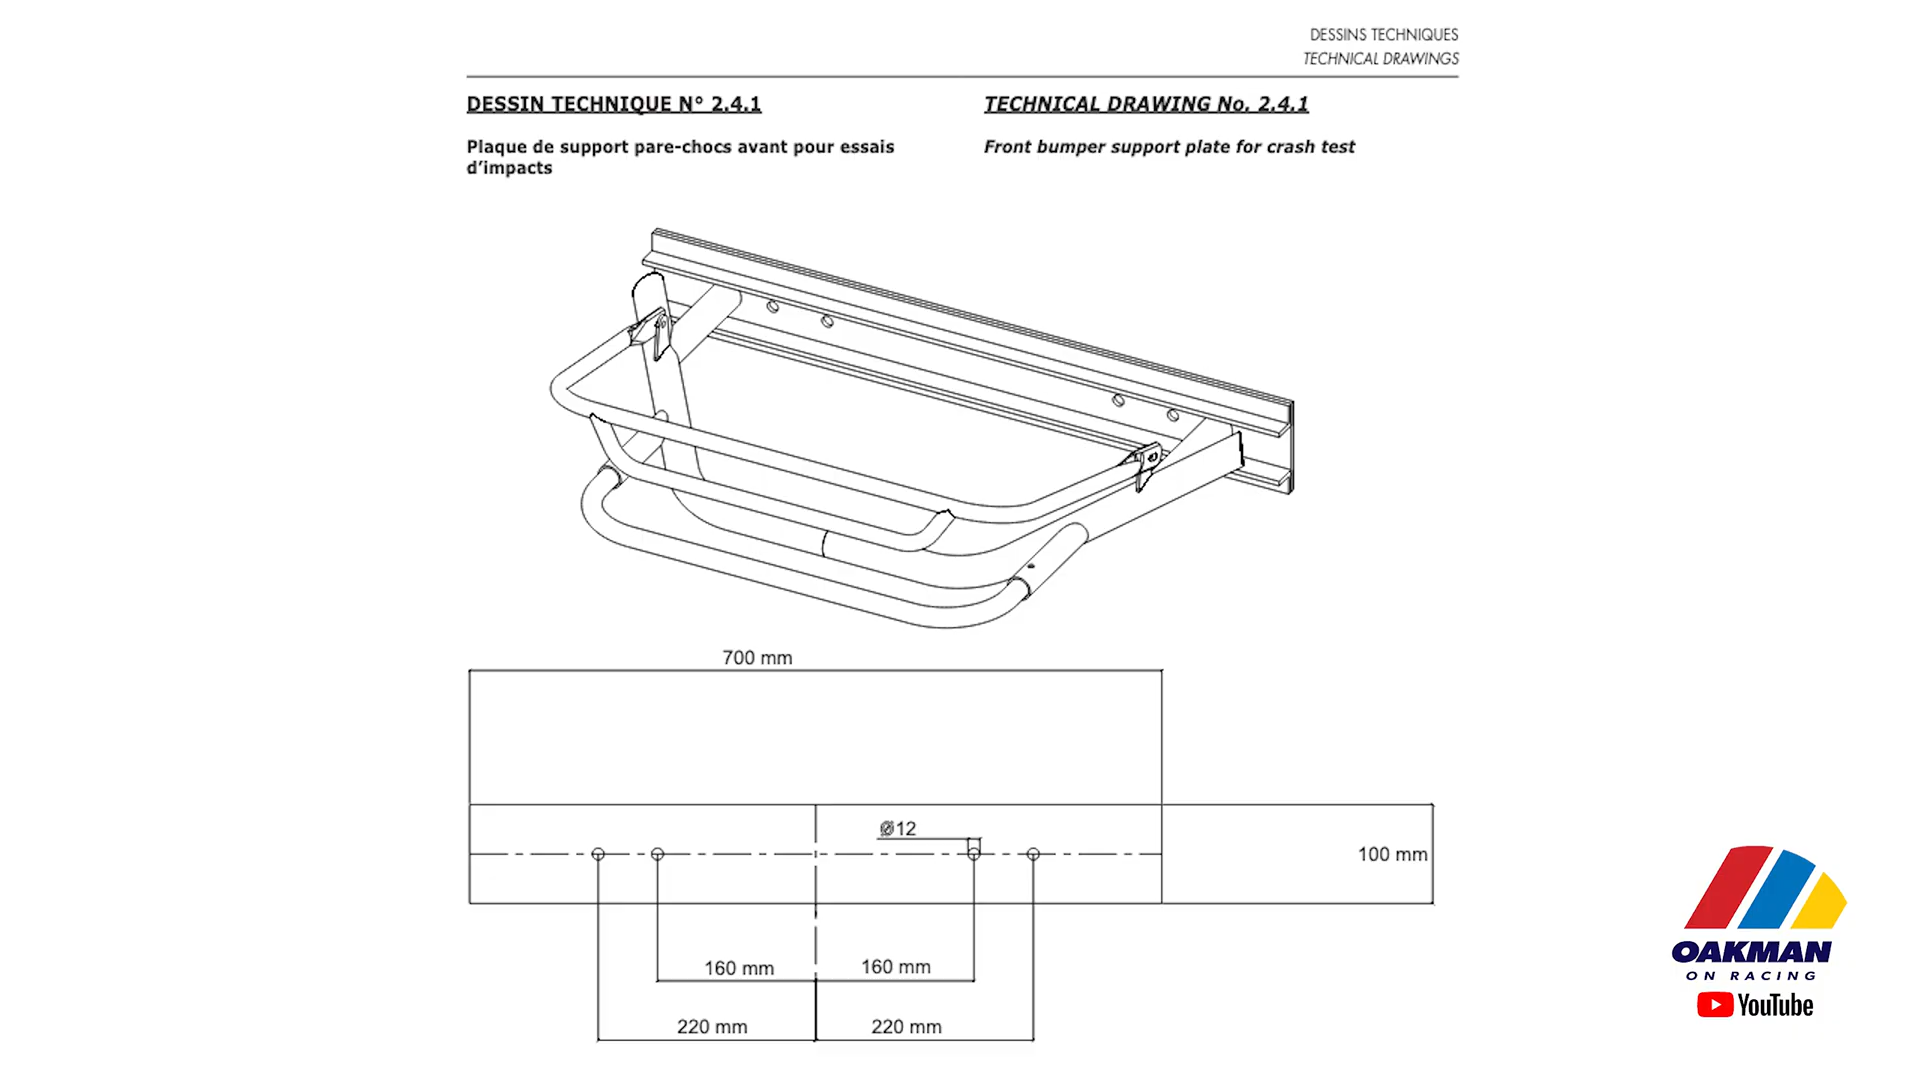 DESSINS TECHNIQUES
TECHNICAL DRAWINGS
DESSIN TECHNIQUE N° 2.4.1
TECHNICAL DRAWING No. 2.4.1
Plaque de support pare-chocs avant pour essais
d’impacts
Front bumper support plate for crash test
700 mm
Ø12
100 mm
160 mm
160 mm
220 mm
220 mm
OAKMAN
ON RACING
YouTube